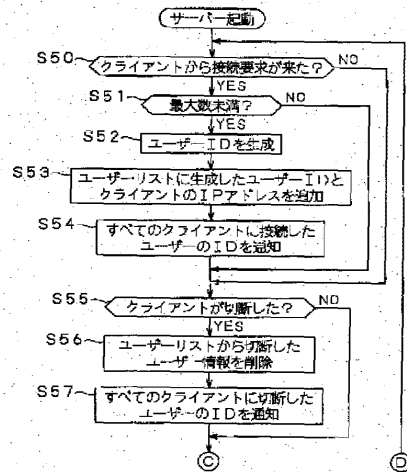 サーバー起動
S50
クライアントから接続要求が来た?
NO
YES
S51
最大数未満?
NO
YES
S52
ユーザーIDを生成
S53
ユーザーリストに生成したユーザーIDと
クライアントのIPアドレスを追加
S54
すべてのクライアントに接続した
ユーザーのIDを通知
S55
クライアントが切断した?
NO
YES
S56
ユーザーリストから切断した
ユーザー情報を削除
S57
すべてのクライアントに切断した
ユーザーのIDを通知
C
D